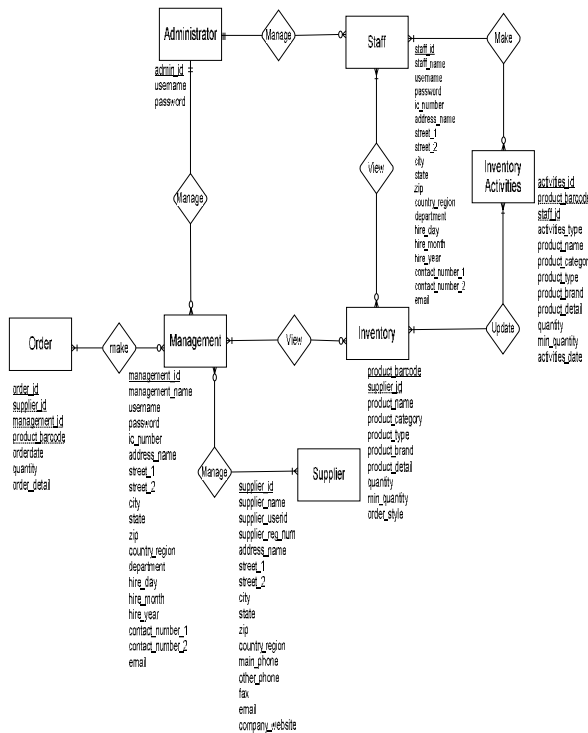 Administrator
admin_id
username
password
Manage
Staff
staff_id
staff_name
username
password
ic_number
address_name
street_1
street_2
city
state
zip
country_region
department
hire_day
hire_month
hire_year
contact_number_1
contact_number_2
email
Make
Inventory
Activities
activities_id
product_barcode
staff_id
activities_type
product_name
product_categor
product_type
product_brand
product_detail
quantity
min_quantity
activities_date
Manage
View
Order
order_id
supplier_id
management_id
product_barcode
orderdate
quantity
order_detail
make
Management
management_id
management_name
username
password
ic_number
address_name
street_1
street_2
city
state
zip
country_region
department
hire_day
hire_month
hire_year
contact_number_1
contact_number_2
email
View
Inventory
product_barcode
supplier_id
product_name
product_category
product_type
product_brand
product_detail
quantity
min_quantity
order_style
Update
Manage
Supplier
supplier_id
supplier_name
supplier_userid
supplier_reg_num
address_name
street_1
street_2
city
state
zip
country_region
main_phone
other_phone
fax
email
company_website